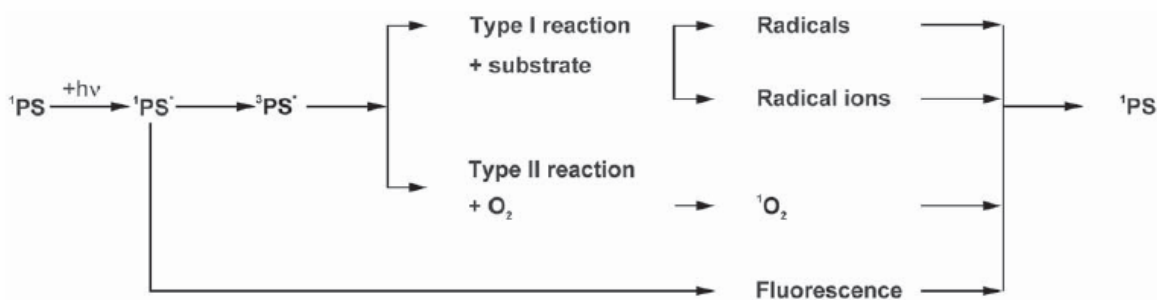 Type I reaction
+ substrate
Radicals
Radical ions
¹PS
+hν
¹PS*
³PS*
¹PS
Type II reaction
+ O₂
¹O₂
Fluorescence